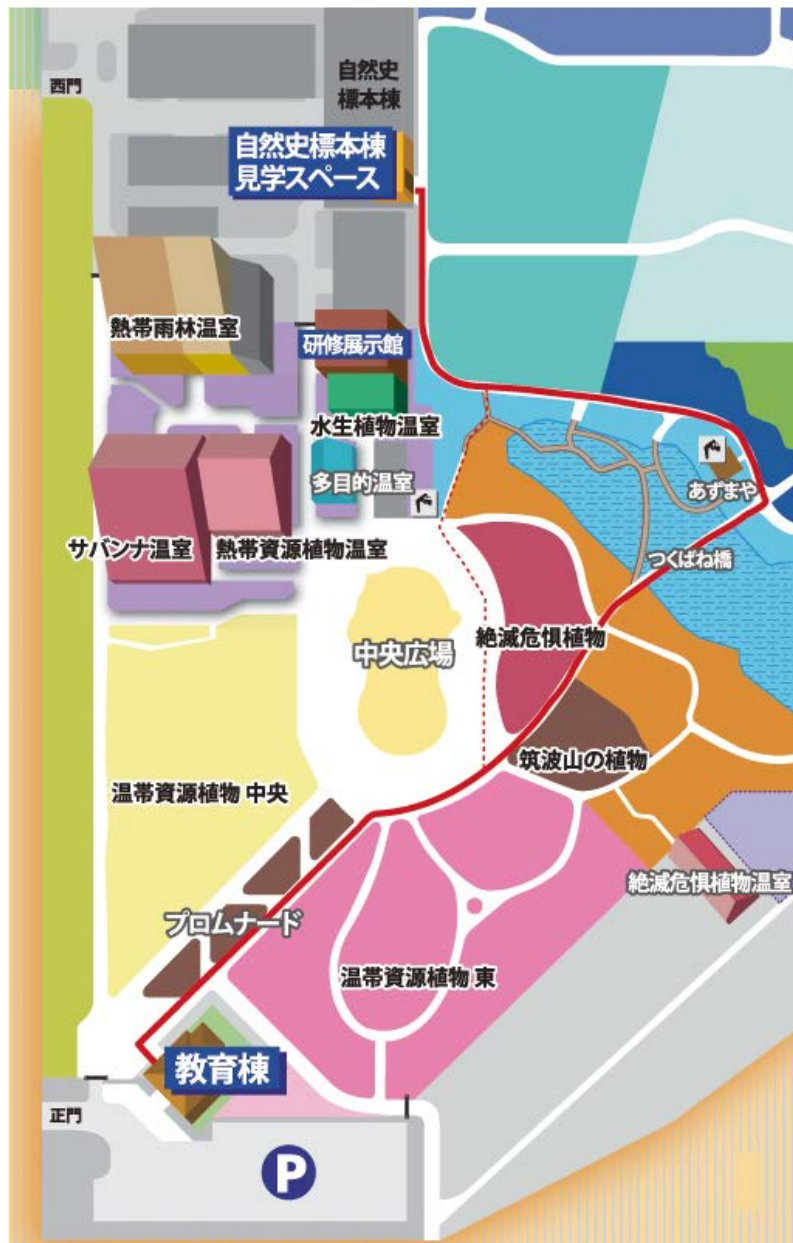 自然史
標本棟
西門
自然史標本棟
見学スペース
熱帯雨林温室
研修展示館
水生植物温室
多目的温室
あずまや
サバンナ温室
熱帯資源植物温室
つくばね橋
絶滅危惧植物
中央広場
筑波山の植物
温帯資源植物 中央
絶滅危惧植物温室
プロムナード
温帯資源植物 東
教育棟
正門
P